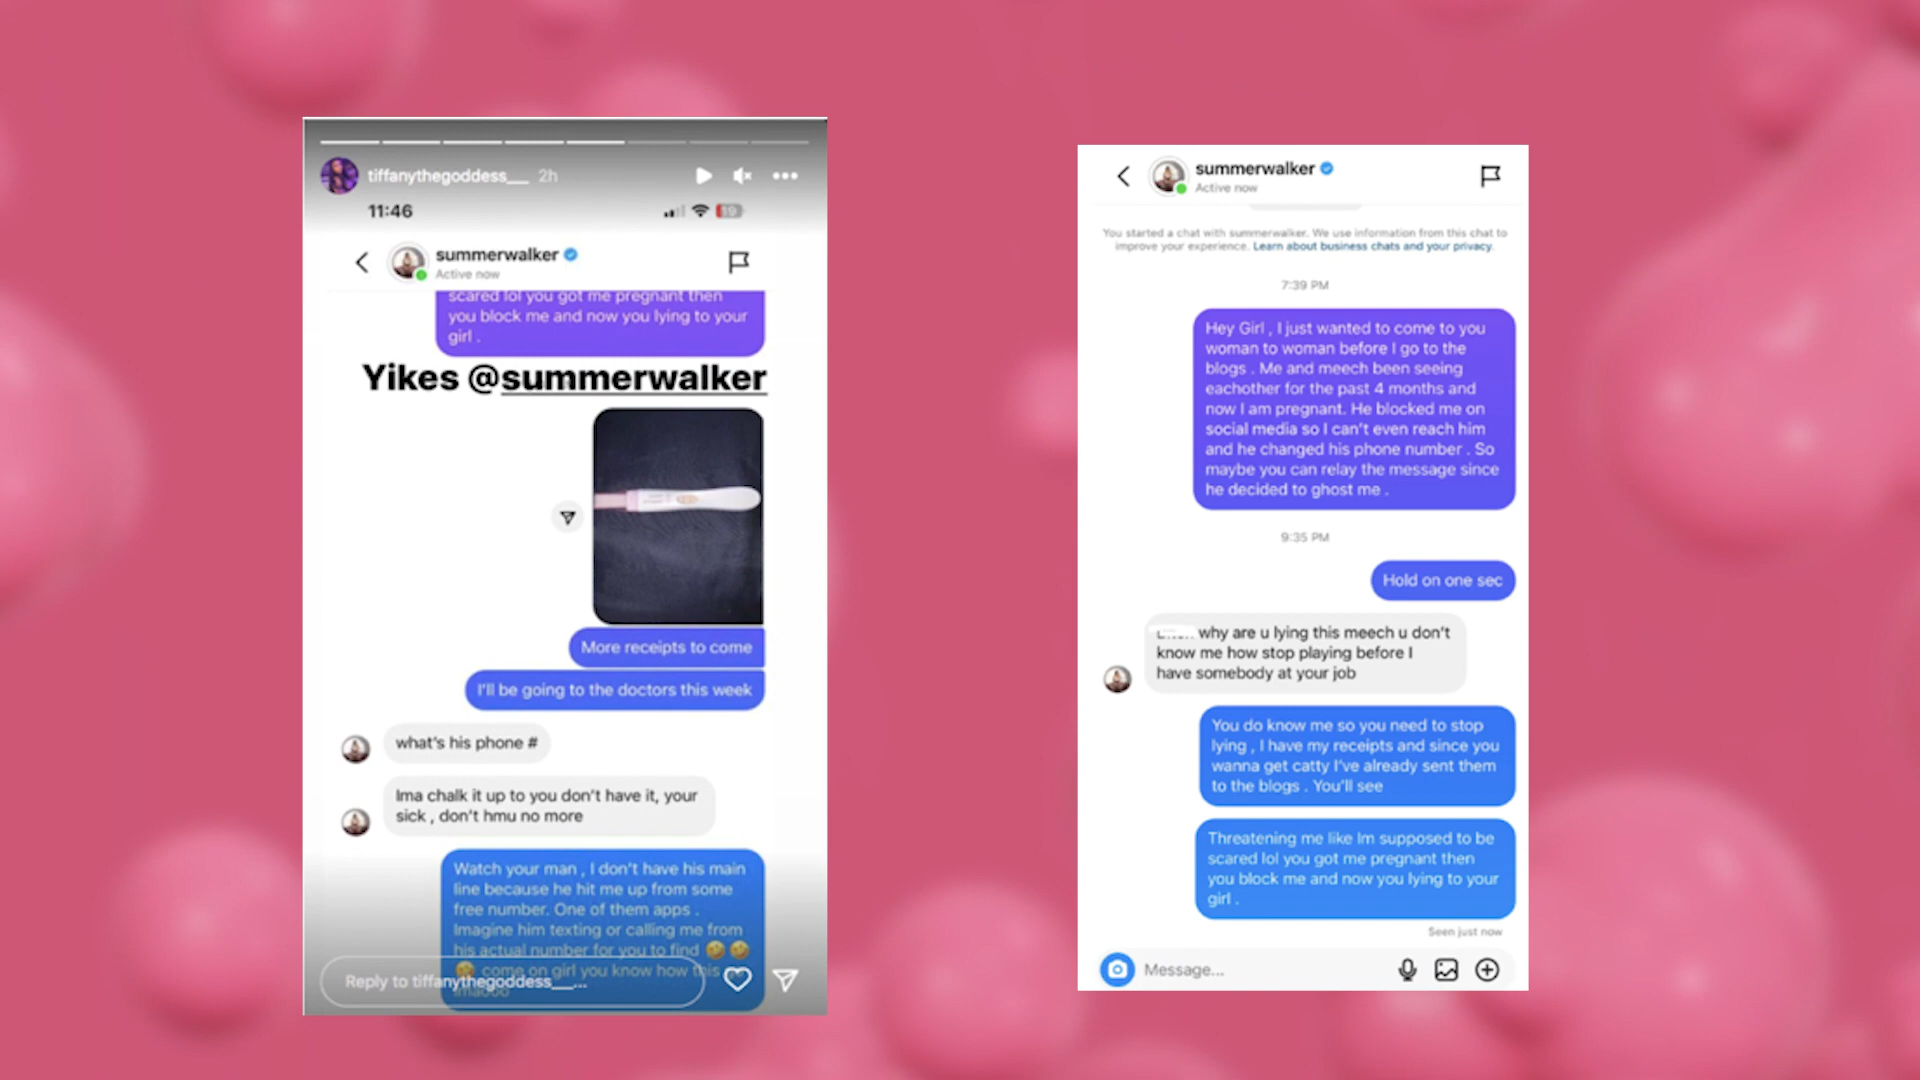 tiffanythegoddess__ 2h
11:46
summerwalker
Active now
scared lol you got me pregnant then
you block me and now you lying to your
girl .
Yikes @summerwalker
More receipts to come
I'll be going to the doctors this week
what's his phone #
Ima chalk it up to you don't have it, your
sick , don't hmu no more
Watch your man , I don't have his main
line because he hit me up from some
free number. One of them apps .
Imagine him texting or calling me from
his actual number for you to find 🤣 🤣
🤣 come on girl you know how this
lmaooo
Reply to tiffanythegoddess__...
summerwalker
Active now
You started a chat with summerwalker. We use information from this chat to
improve your experience. Learn about business chats and your privacy.
7:39 PM
Hey Girl , I just wanted to come to you
woman to woman before I go to the
blogs . Me and meech been seeing
eachother for the past 4 months and
now I am pregnant. He blocked me on
social media so I can't even reach him
and he changed his phone number . So
maybe you can relay the message since
he decided to ghost me .
9:35 PM
Hold on one sec
why are u lying this meech u don't
know me how stop playing before I
have somebody at your job
You do know me so you need to stop
lying , I have my receipts and since you
wanna get catty I've already sent them
to the blogs . You'll see
Threatening me like Im supposed to be
scared lol you got me pregnant then
you block me and now you lying to your
girl .
Seen just now
Message...